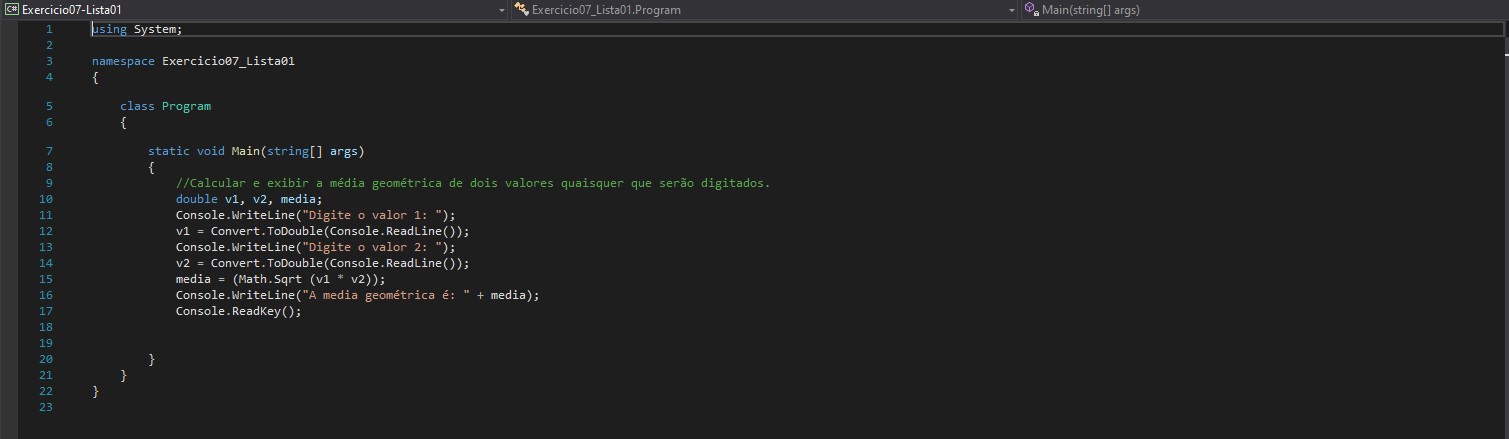 C# Exercicio07-Lista01 Exercicio07_Lista01.Program Main(string[] args)
1 using System;
2
3 namespace Exercicio07_Lista01
4 {
5 class Program
6 {
7 static void Main(string[] args)
8 {
9 //Calcular e exibir a média geométrica de dois valores quaisquer que serão digitados.
10 double v1, v2, media;
11 Console.WriteLine("Digite o valor 1: ");
12 v1 = Convert.ToDouble(Console.ReadLine());
13 Console.WriteLine("Digite o valor 2: ");
14 v2 = Convert.ToDouble(Console.ReadLine());
15 media = (Math.Sqrt (v1 * v2));
16 Console.WriteLine("A media geométrica é: " + media);
17 Console.ReadKey();
18
19
20 }
21 }
22 }
23